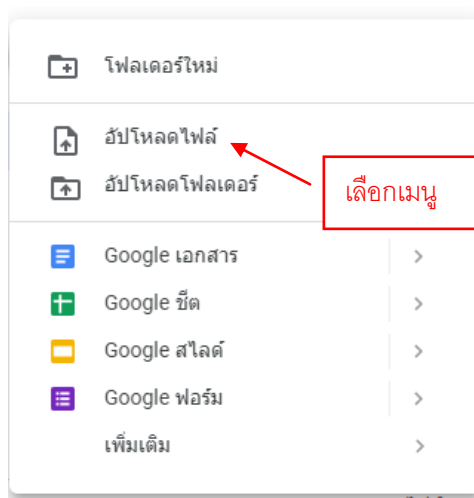 โฟลเดอร์ใหม่
อัปโหลดไฟล์
อัปโหลดโฟลเดอร์
เลือกเมนู
Google เอกสาร
Google ชีต
Google สไลด์
Google ฟอร์ม
เพิ่มเติม